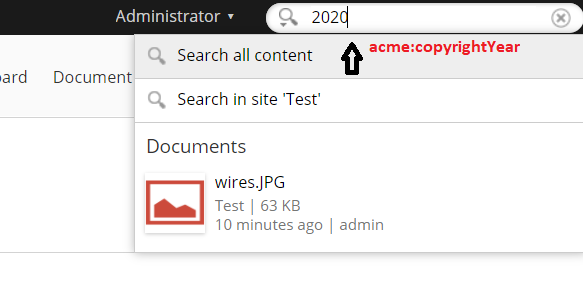 Administrator ▾
2020
acme:copyrightYear
Search all content
oard Document
Search in site 'Test'
Documents
wires.JPG
Test | 63 KB
10 minutes ago | admin